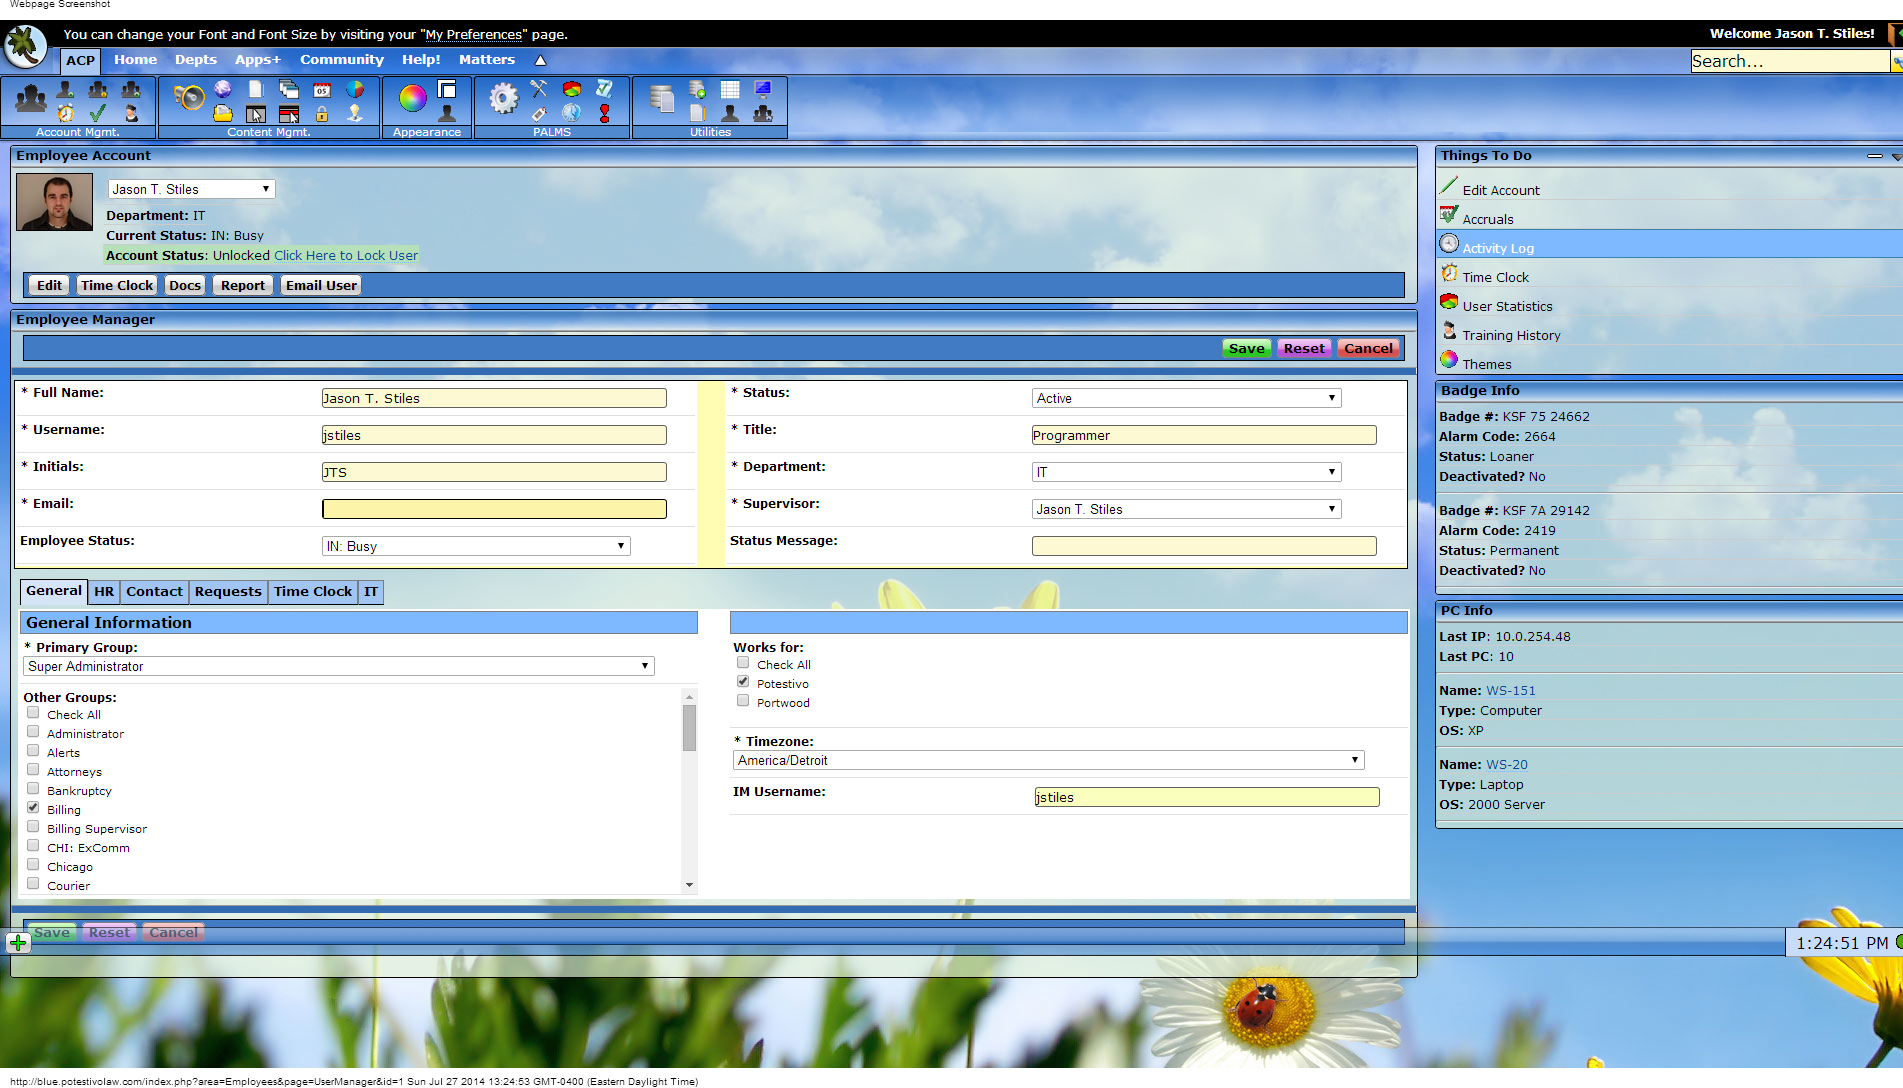 Webpage Screenshot
You can change your Font and Font Size by visiting your "My Preferences" page.
Welcome Jason T. Stiles!
ACP Home Depts Apps+ Community Help! Matters
Search...
Account Mgmt. Content Mgmt. Appearance PALMS Utilities
Employee Account
Jason T. Stiles
Department: IT
Current Status: IN: Busy
Account Status: Unlocked Click Here to Lock User
Edit Time Clock Docs Report Email User
Employee Manager
Save Reset Cancel
* Full Name: Jason T. Stiles
* Status: Active
* Username: jstiles
* Title: Programmer
* Initials: JTS
* Department: IT
* Email:
* Supervisor: Jason T. Stiles
Employee Status: IN: Busy
Status Message:
General HR Contact Requests Time Clock IT
General Information
* Primary Group:
Super Administrator
Other Groups:
Check All
Administrator
Alerts
Attorneys
Bankruptcy
Billing
Billing Supervisor
CHI: ExComm
Chicago
Courier
Works for:
Check All
Potestivo
Portwood
* Timezone:
America/Detroit
IM Username: jstiles
Save Reset Cancel
Things To Do
Edit Account
Accruals
Activity Log
Time Clock
User Statistics
Training History
Themes
Badge Info
Badge #: KSF 75 24662
Alarm Code: 2664
Status: Loaner
Deactivated? No
Badge #: KSF 7A 29142
Alarm Code: 2419
Status: Permanent
Deactivated? No
PC Info
Last IP: 10.0.254.48
Last PC: 10
Name: WS-151
Type: Computer
OS: XP
Name: WS-20
Type: Laptop
OS: 2000 Server
1:24:51 PM
http://blue.potestivolaw.com/index.php?area=Employees&page=UserManager&id=1 Sun Jul 27 2014 13:24:53 GMT-0400 (Eastern Daylight Time)